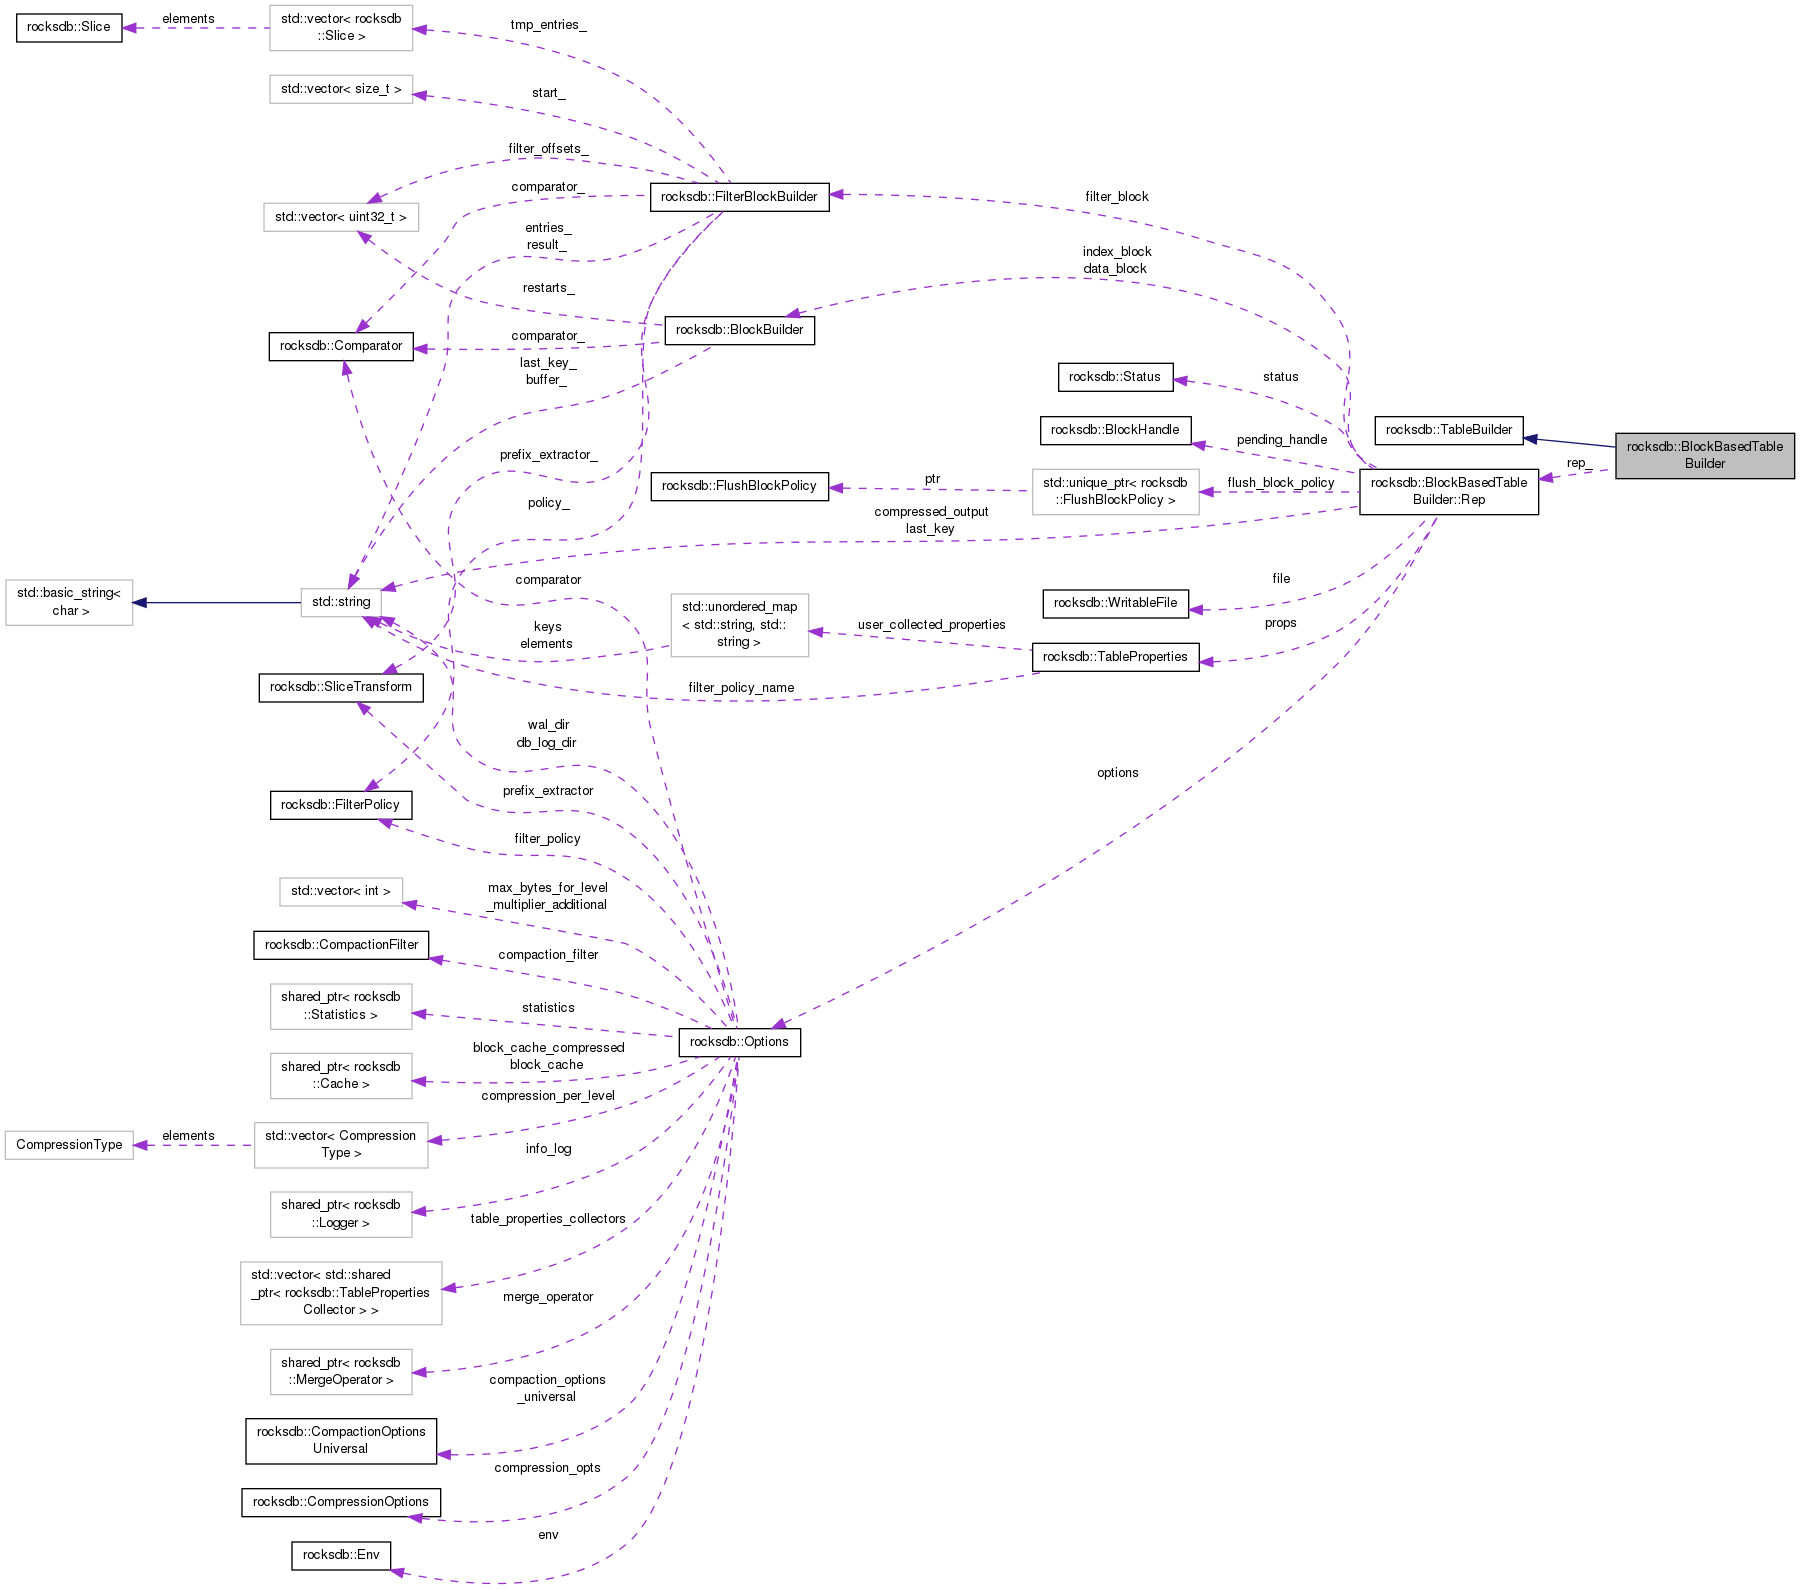 rocksdb::Slice
elements
std::vector< rocksdb
::Slice >
tmp_entries_
std::vector< size_t >
start_
filter_offsets_
std::vector< uint32_t >
comparator_
rocksdb::FilterBlockBuilder
filter_block
entries_
result_
restarts_
index_block
data_block
rocksdb::Comparator
comparator_
rocksdb::BlockBuilder
last_key_
buffer_
rocksdb::Status
status
rocksdb::BlockHandle
pending_handle
rocksdb::TableBuilder
rocksdb::BlockBasedTable
Builder
rep_
prefix_extractor_
policy_
rocksdb::FlushBlockPolicy
ptr
std::unique_ptr< rocksdb
::FlushBlockPolicy >
flush_block_policy
rocksdb::BlockBasedTable
Builder::Rep
compressed_output
last_key
std::basic_string<
char >
std::string
comparator
keys
elements
std::unordered_map
< std::string, std::
string >
user_collected_properties
rocksdb::WritableFile
file
props
rocksdb::TableProperties
rocksdb::SliceTransform
filter_policy_name
wal_dir
db_log_dir
options
prefix_extractor
rocksdb::FilterPolicy
filter_policy
std::vector< int >
max_bytes_for_level
_multiplier_additional
rocksdb::CompactionFilter
compaction_filter
shared_ptr< rocksdb
::Statistics >
statistics
rocksdb::Options
shared_ptr< rocksdb
::Cache >
block_cache_compressed
block_cache
compression_per_level
CompressionType
elements
std::vector< Compression
Type >
info_log
shared_ptr< rocksdb
::Logger >
table_properties_collectors
std::vector< std::shared
_ptr< rocksdb::TableProperties
Collector > >
merge_operator
shared_ptr< rocksdb
::MergeOperator >
compaction_options
_universal
rocksdb::CompactionOptions
Universal
compression_opts
rocksdb::CompressionOptions
env
rocksdb::Env